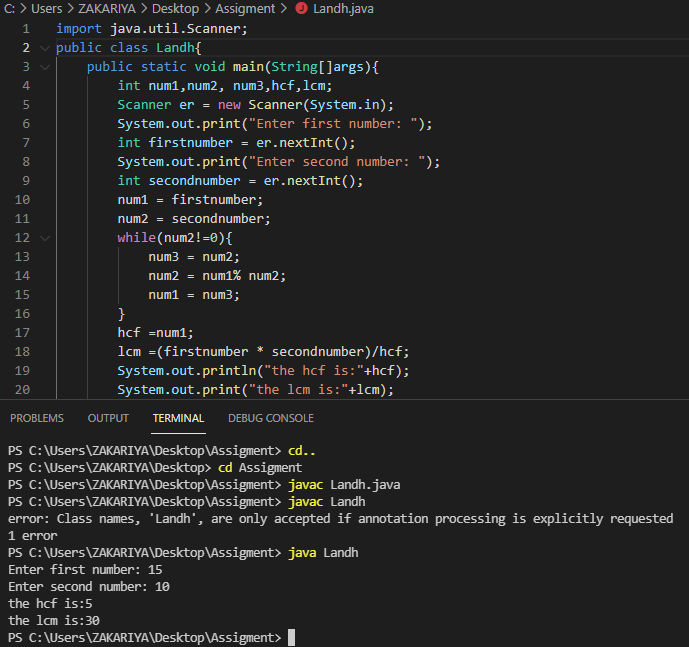 C: > Users > ZAKARIYA > Desktop > Assigment > J Landh.java
1 import java.util.Scanner;
2 public class Landh{
3 public static void main(String[]args){
4 int num1,num2, num3,hcf,lcm;
5 Scanner er = new Scanner(System.in);
6 System.out.print("Enter first number: ");
7 int firstnumber = er.nextInt();
8 System.out.print("Enter second number: ");
9 int secondnumber = er.nextInt();
10 num1 = firstnumber;
11 num2 = secondnumber;
12 while(num2!=0){
13 num3 = num2;
14 num2 = num1% num2;
15 num1 = num3;
16 }
17 hcf =num1;
18 lcm =(firstnumber * secondnumber)/hcf;
19 System.out.println("the hcf is:"+hcf);
20 System.out.print("the lcm is:"+lcm);
PROBLEMS OUTPUT TERMINAL DEBUG CONSOLE
PS C:\Users\ZAKARIYA\Desktop\Assigment> cd..
PS C:\Users\ZAKARIYA\Desktop> cd Assigment
PS C:\Users\ZAKARIYA\Desktop\Assigment> javac Landh.java
PS C:\Users\ZAKARIYA\Desktop\Assigment> javac Landh
error: Class names, 'Landh', are only accepted if annotation processing is explicitly requested
1 error
PS C:\Users\ZAKARIYA\Desktop\Assigment> java Landh
Enter first number: 15
Enter second number: 10
the hcf is:5
the lcm is:30
PS C:\Users\ZAKARIYA\Desktop\Assigment>